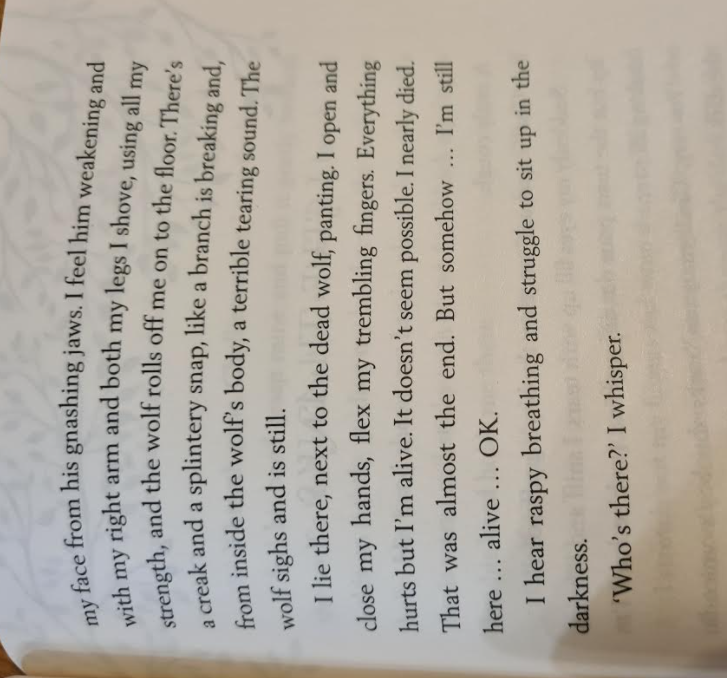 my face from his gnashing jaws. I feel him weakening and
with my right arm and both my legs I shove, using all my
strength, and the wolf rolls off me on to the floor. There's
a creak and a splintery snap, like a branch is breaking and,
from inside the wolf's body, a terrible tearing sound. The
wolf sighs and is still.
I lie there, next to the dead wolf, panting. I open and
close my hands, flex my trembling fingers. Everything
hurts but I'm alive. It doesn't seem possible. I nearly died.
That was almost the end. But somehow … I'm still
here … alive … OK.
I hear raspy breathing and struggle to sit up in the
darkness.
‘Who's there?’ I whisper.